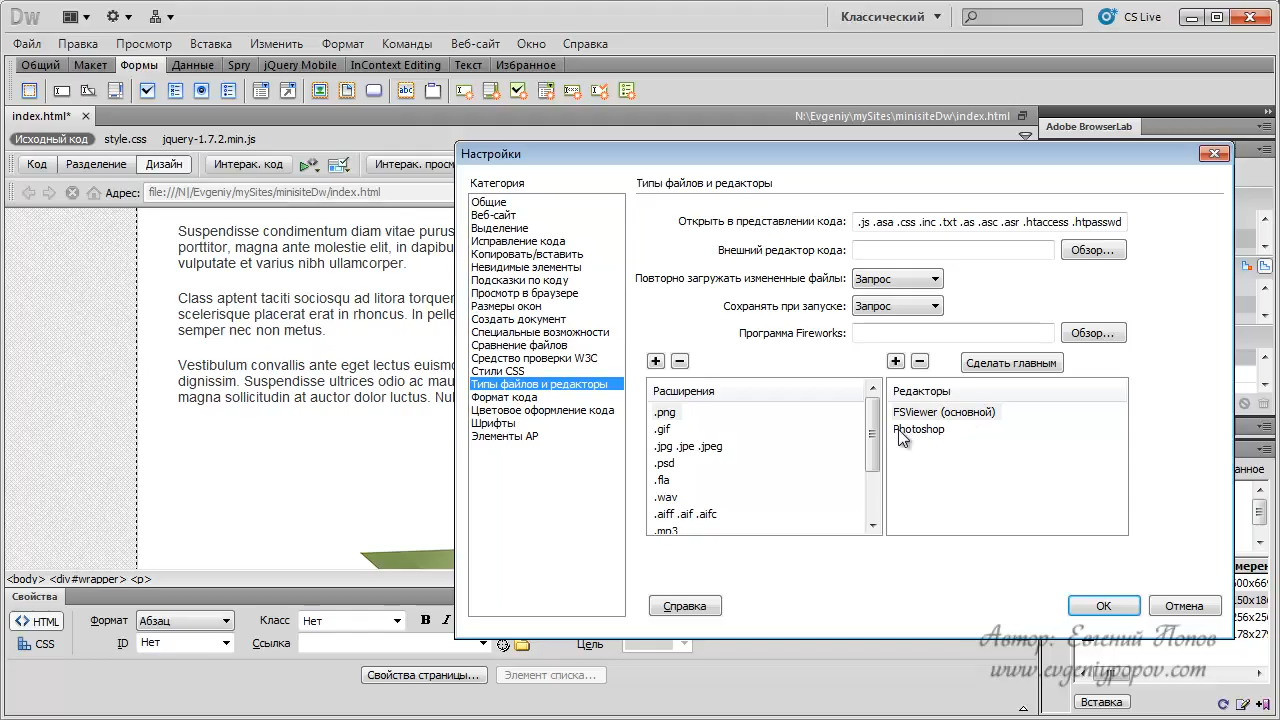 Dw
Классический
CS Live
Файл Правка Просмотр Вставка Изменить Формат Команды Веб-сайт Окно Справка
Общий Макет Формы Данные Spry jQuery Mobile InContext Editing Текст Избранное
index.html*
N:\Evgeniy\mySites\minisiteDw\index.html
Adobe BrowserLab
Исходный код style.css jquery-1.7.2.min.js
Код Разделение Дизайн Интерак. код Интерак. просм
Адрес: file:///N|/Evgeniy/mySites/minisiteDw/index.html
Suspendisse condimentum diam vitae purus
porttitor, magna ante molestie elit, in dapibu
vulputate et varius nibh ullamcorper.
Class aptent taciti sociosqu ad litora torquer
scelerisque placerat erat in rhoncus. In pelle
semper nec non metus.
Vestibulum convallis ante eget lectus euismo
dignissim. Suspendisse ultrices odio ac mau
magna sollicitudin at auctor dolor luctus. Nul
<body> <div#wrapper> <p>
Настройки
Категория
Общие
Веб-сайт
Выделение
Исправление кода
Копировать/вставить
Невидимые элементы
Подсказки по коду
Просмотр в браузере
Размеры окон
Создать документ
Специальные возможности
Сравнение файлов
Средство проверки W3C
Стили CSS
Типы файлов и редакторы
Формат кода
Цветовое оформление кода
Шрифты
Элементы AP
Типы файлов и редакторы
Открыть в представлении кода: .js .asa .css .inc .txt .as .asc .asr .htaccess .htpasswd
Внешний редактор кода: Обзор...
Повторно загружать измененные файлы: Запрос
Сохранять при запуске: Запрос
Программа Fireworks: Обзор...
Сделать главным
Расширения
.png
.gif
.jpg .jpe .jpeg
.psd
.fla
.wav
.aiff .aif .aifc
.mp3
Редакторы
FSViewer (основной)
Photoshop
Справка OK Отмена
Свойства
HTML Формат Абзац Класс Нет B I
CSS ID Нет Ссылка Цель
Свойства страницы... Элемент списка...
Вставка
Автор: Евгений Попов
www.evgeniypopov.com